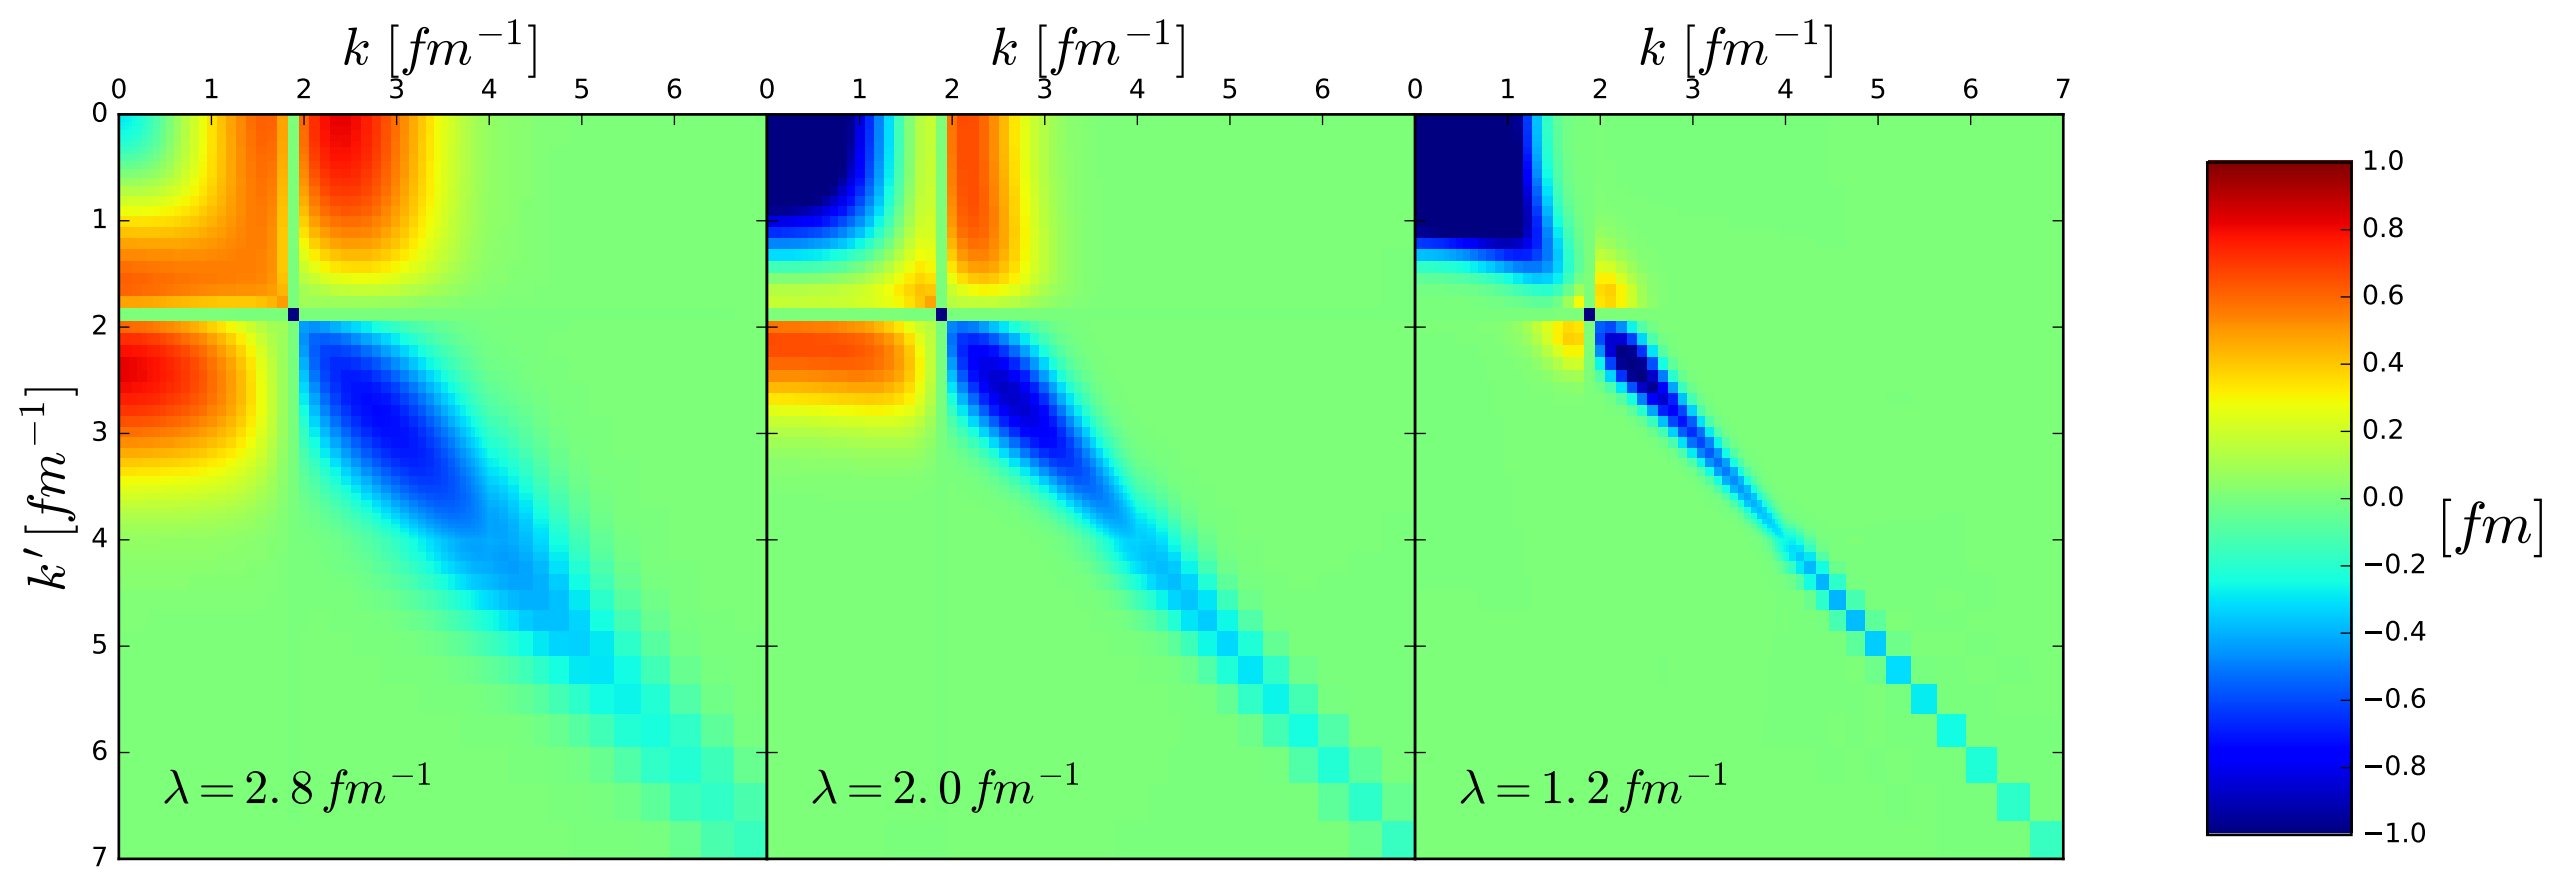 k [fm⁻¹] k [fm⁻¹] k [fm⁻¹]
0 1 2 3 4 5 6 0 1 2 3 4 5 6 0 1 2 3 4 5 6 7
0
1
2
3
4
5
6
7
k′ [fm⁻¹]
λ = 2.8 fm⁻¹
λ = 2.0 fm⁻¹
λ = 1.2 fm⁻¹
1.0
0.8
0.6
0.4
0.2
0.0
−0.2
−0.4
−0.6
−0.8
−1.0
[fm]